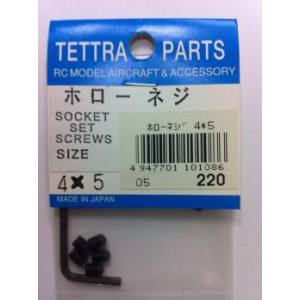 TETTRA PARTS
RC MODEL AIRCRAFT & ACCESSORY
ホローネジ
SOCKET
SET
SCREWS
SIZE
4×5
MADE IN JAPAN
ホローネジ 4*5
4 947701 101086
05 220